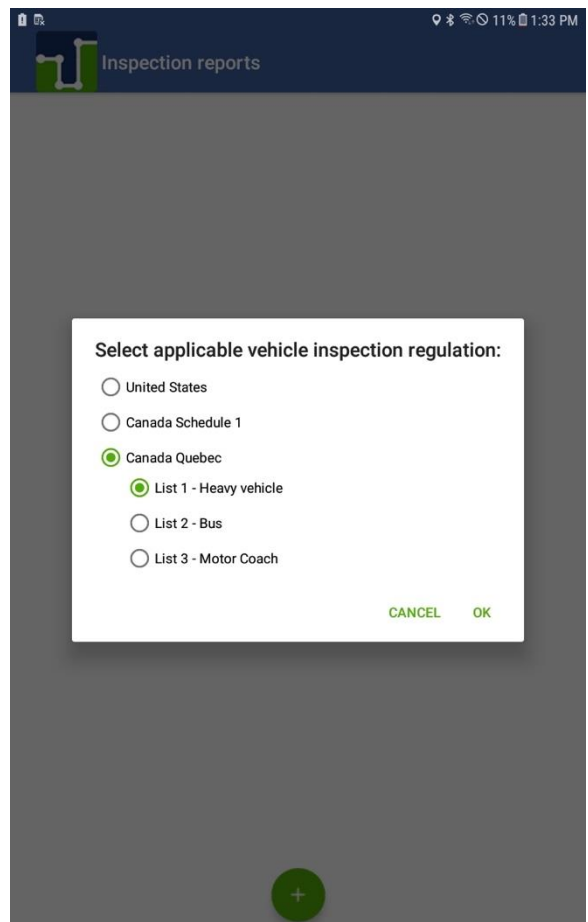 11% 1:33 PM
Inspection reports
Select applicable vehicle inspection regulation:
United States
Canada Schedule 1
Canada Quebec
List 1 - Heavy vehicle
List 2 - Bus
List 3 - Motor Coach
CANCEL OK
+